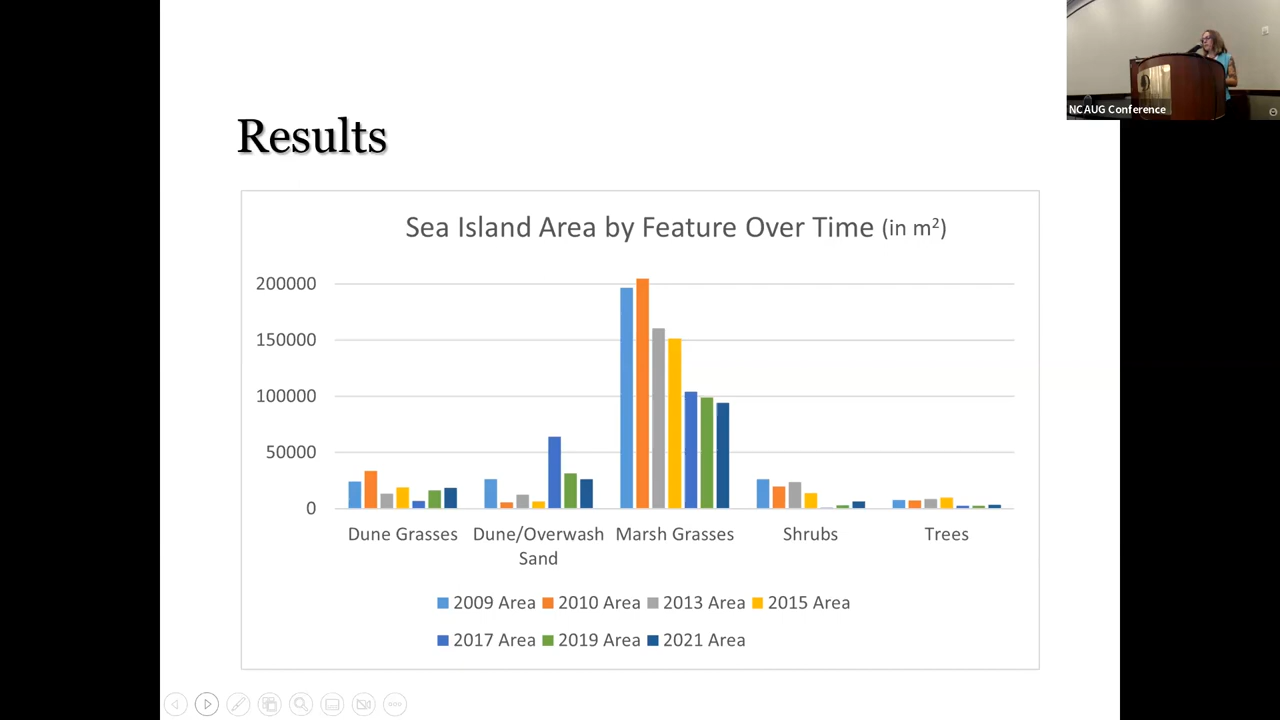 NCAUG Conference
Results
Sea Island Area by Feature Over Time (in m²)
200000
150000
100000
50000
0
Dune Grasses
Dune/Overwash Sand
Marsh Grasses
Shrubs
Trees
2009 Area 2010 Area 2013 Area 2015 Area
2017 Area 2019 Area 2021 Area